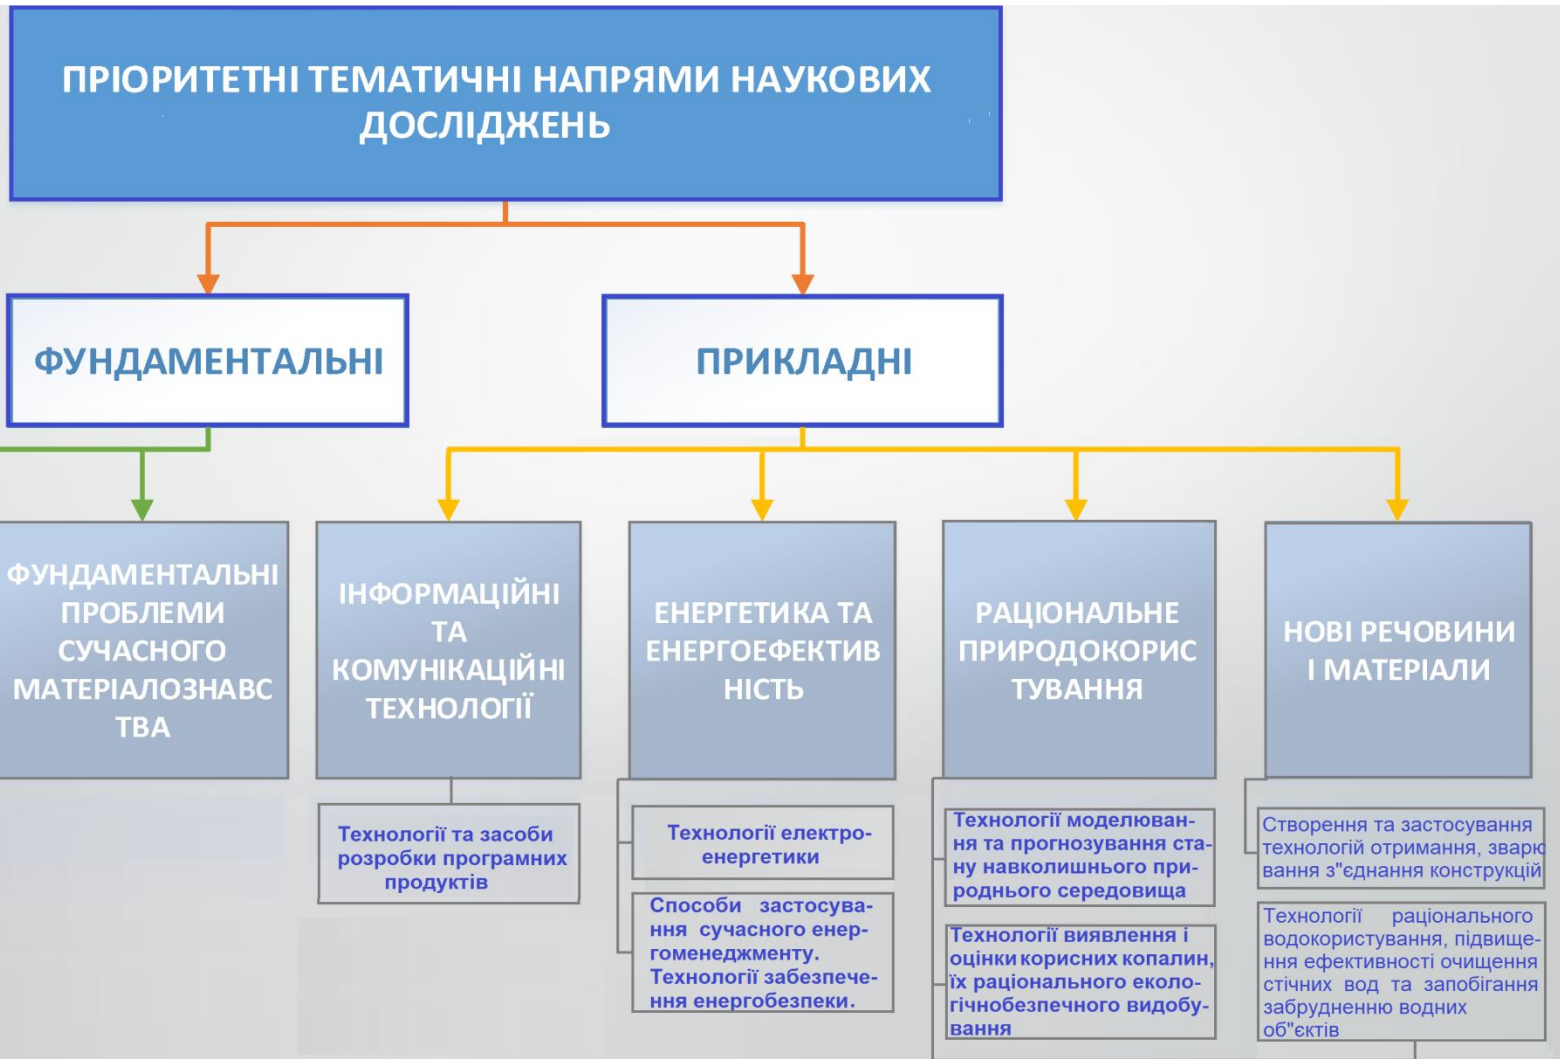 ПРІОРИТЕТНІ ТЕМАТИЧНІ НАПРЯМИ НАУКОВИХ
ДОСЛІДЖЕНЬ
ФУНДАМЕНТАЛЬНІ
ПРИКЛАДНІ
ФУНДАМЕНТАЛЬНІ
ПРОБЛЕМИ
СУЧАСНОГО
МАТЕРІАЛОЗНАВС
ТВА
ІНФОРМАЦІЙНІ
ТА
КОМУНІКАЦІЙНІ
ТЕХНОЛОГІЇ
ЕНЕРГЕТИКА ТА
ЕНЕРГОЕФЕКТИВ
НІСТЬ
РАЦІОНАЛЬНЕ
ПРИРОДОКОРИС
ТУВАННЯ
НОВІ РЕЧОВИНИ
І МАТЕРІАЛИ
Технології та засоби
розробки програмних
продуктів
Технології електро-
енергетики
Способи застосува-
ння сучасного енер-
гоменеджменту.
Технології забезпече-
ння енергобезпеки.
Технології моделюван-
ня та прогнозування ста-
ну навколишнього при-
роднього середовища
Технології виявлення і
оцінки корисних копалин,
їх раціонального еколо-
гічнобезпечного видобу-
вання
Створення та застосування
технологій отримання, зварю
вання з"єднання конструкцій
Технології раціонального
водокористування, підвище-
ння ефективності очищення
стічних вод та запобігання
забрудненню водних
об"єктів